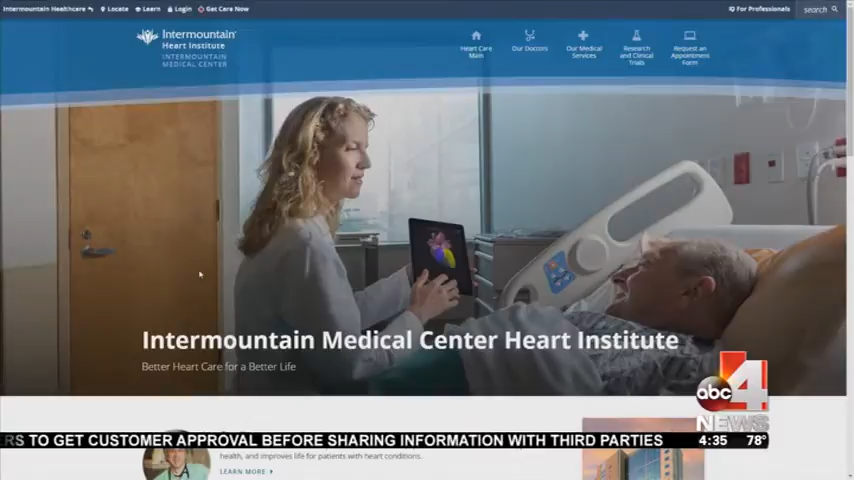 Intermountain Healthcare
Locate
Learn
Login
Get Care Now
For Professionals
search
Intermountain
Heart Institute
INTERMOUNTAIN
MEDICAL CENTER
Heart Care
Main
Our Doctors
Our Medical
Services
Research
and Clinical
Trials
Request an
Appointment
Form
Intermountain Medical Center Heart Institute
Better Heart Care for a Better Life
abc 4
NEWS
ERS TO GET CUSTOMER APPROVAL BEFORE SHARING INFORMATION WITH THIRD PARTIES
4:35 78°
health, and improves life for patients with heart conditions.
LEARN MORE